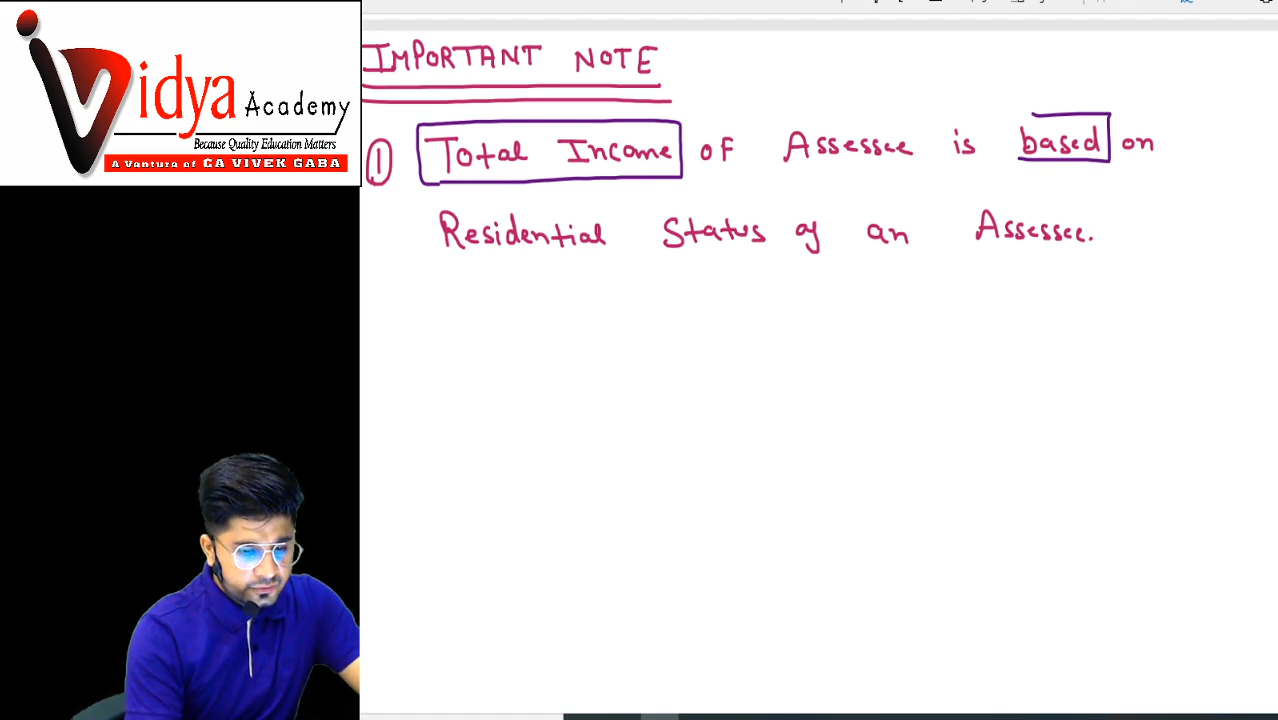 Vidya Academy
Because Quality Education Matters
A Ventura of CA VIVEK GABA
IMPORTANT NOTE
① Total Income of Assessee is based on
Residential Status of an Assessee.